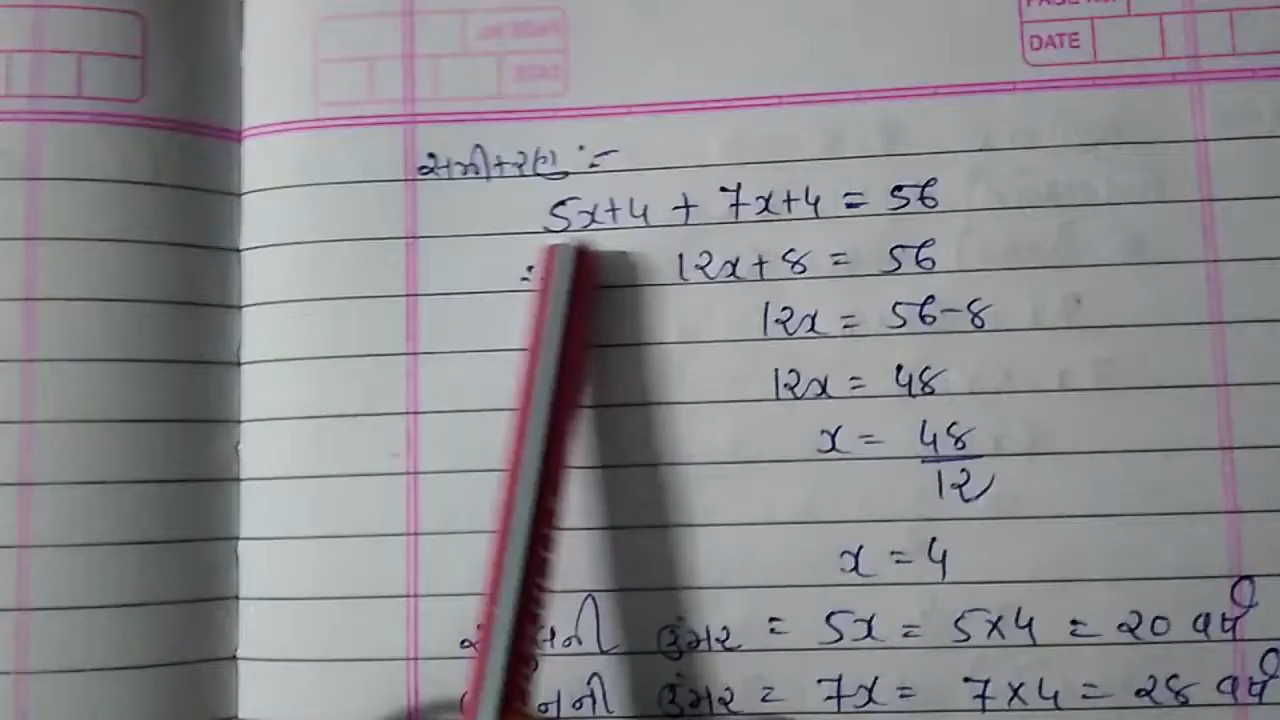 DATE
સમીકરણ :-
5x+4 + 7x+4 = 56
12x + 8 = 56
12x = 56-8
12x = 48
x = 48/12
x = 4
ઉંમર = 5x = 5×4 = 20 વર્ષ
ઉંમર = 7x = 7×4 = 28 વર્ષ